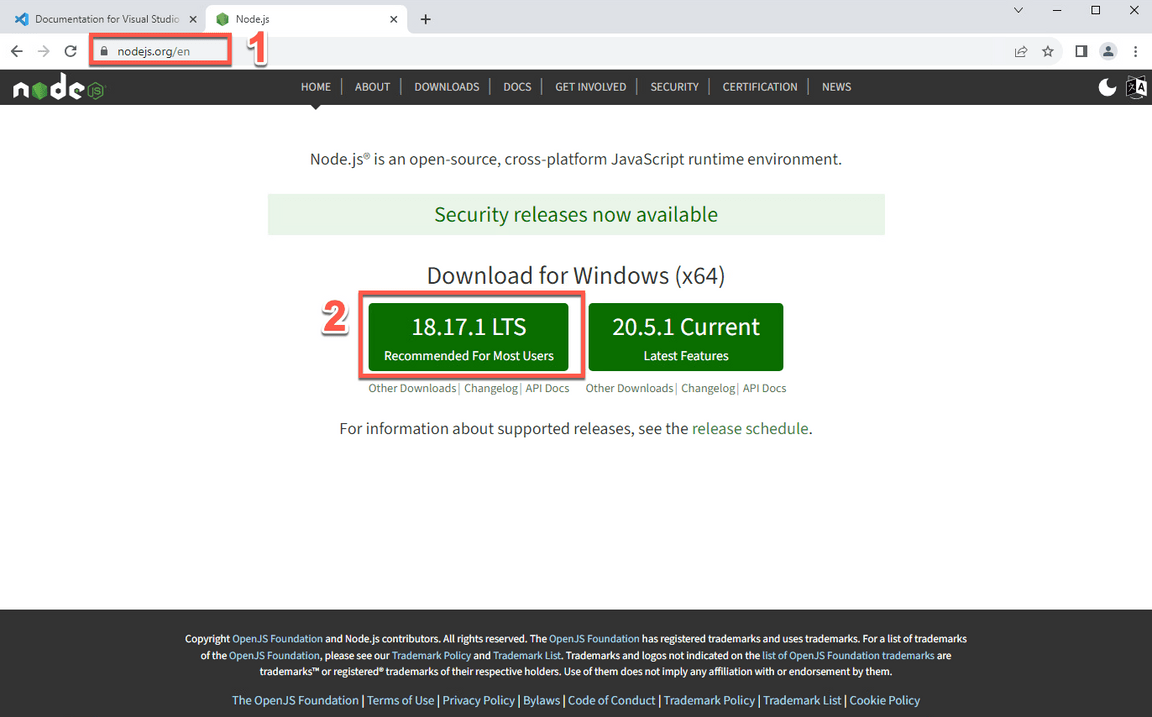 Documentation for Visual Studio
Node.js
nodejs.org/en
1
node
JS
HOME | ABOUT | DOWNLOADS | DOCS | GET INVOLVED | SECURITY | CERTIFICATION | NEWS
Node.js® is an open-source, cross-platform JavaScript runtime environment.
Security releases now available
Download for Windows (x64)
2
18.17.1 LTS
Recommended For Most Users
20.5.1 Current
Latest Features
Other Downloads | Changelog | API Docs
Other Downloads | Changelog | API Docs
For information about supported releases, see the release schedule.
Copyright OpenJS Foundation and Node.js contributors. All rights reserved. The OpenJS Foundation has registered trademarks and uses trademarks. For a list of trademarks
of the OpenJS Foundation, please see our Trademark Policy and Trademark List. Trademarks and logos not indicated on the list of OpenJS Foundation trademarks are
trademarks™ or registered® trademarks of their respective holders. Use of them does not imply any affiliation with or endorsement by them.
The OpenJS Foundation | Terms of Use | Privacy Policy | Bylaws | Code of Conduct | Trademark Policy | Trademark List | Cookie Policy